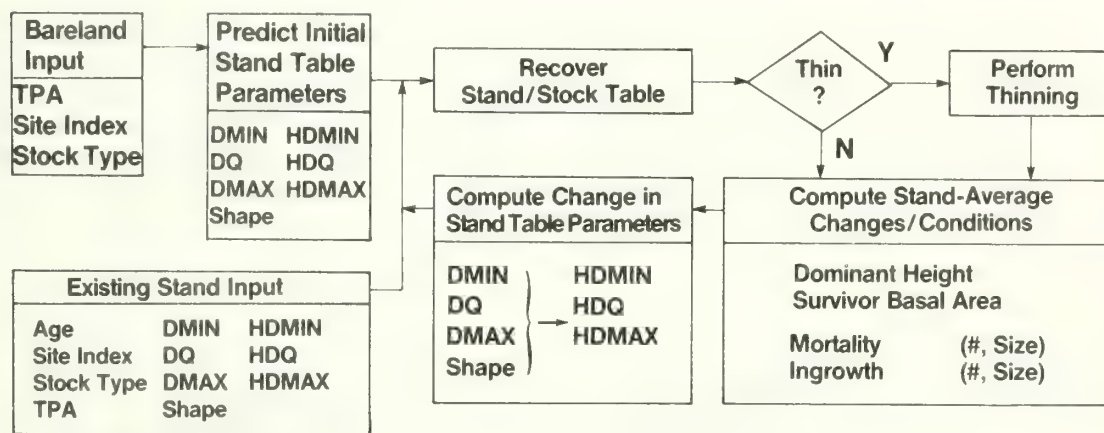 Bareland
Input
TPA
Site Index
Stock Type
Predict Initial
Stand Table
Parameters
DMIN HDMIN
DQ HDQ
DMAX HDMAX
Shape
Recover
Stand/Stock Table
Thin
?
Y
N
Perform
Thinning
Compute Stand-Average
Changes/Conditions
Dominant Height
Survivor Basal Area
Mortality (#, Size)
Ingrowth (#, Size)
Compute Change in
Stand Table Parameters
DMIN HDMIN
DQ HDQ
DMAX HDMAX
Shape
Existing Stand Input
Age DMIN HDMIN
Site Index DQ HDQ
Stock Type DMAX HDMAX
TPA Shape